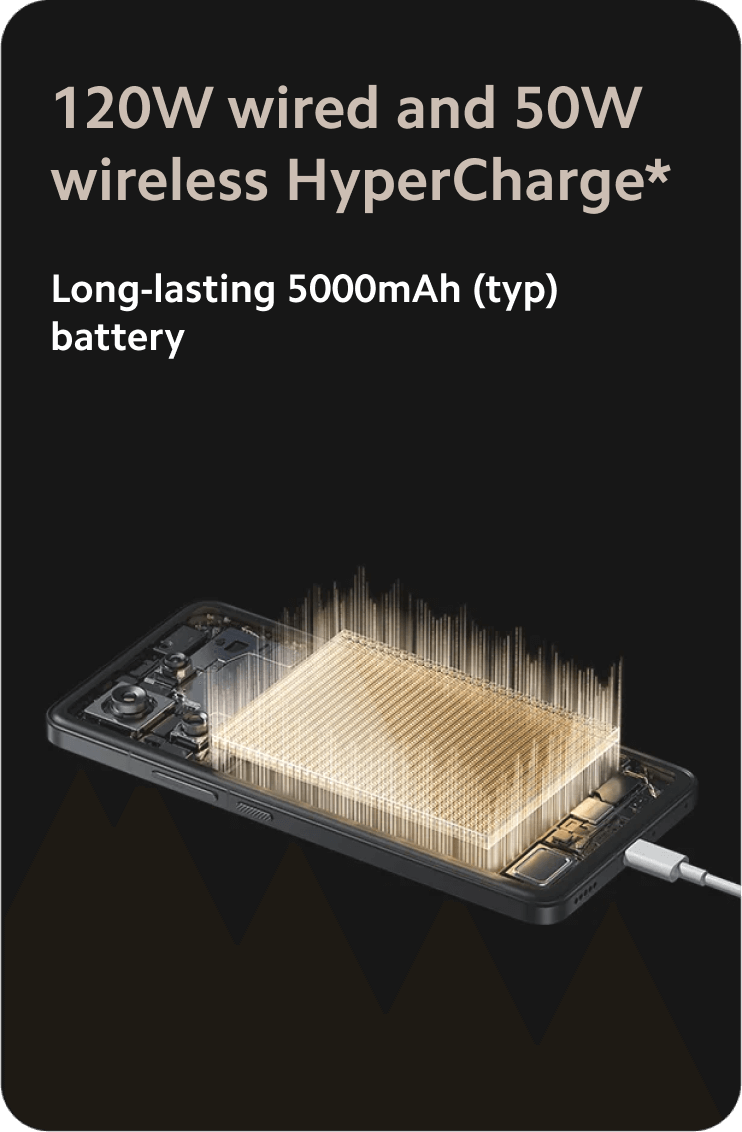 120W wired and 50W
wireless HyperCharge*
Long-lasting 5000mAh (typ)
battery